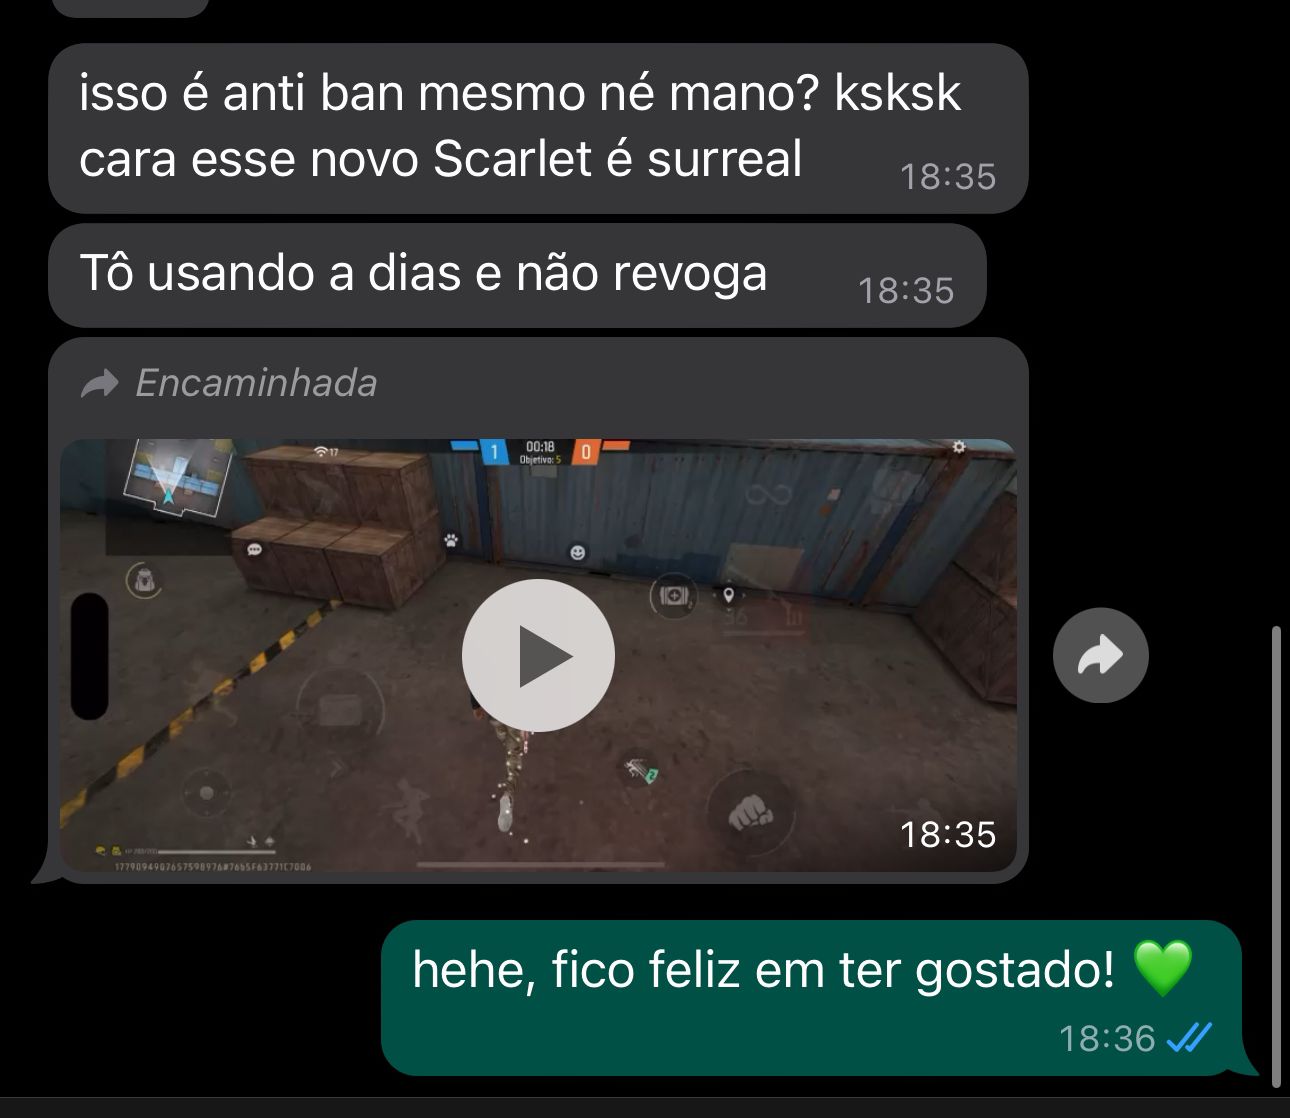 isso é anti ban mesmo né mano? ksksk
cara esse novo Scarlet é surreal
18:35
Tô usando a dias e não revoga
18:35
Encaminhada
17
1
00:18
0
Objetivo: 5
2
18:35
hehe, fico feliz em ter gostado! 💚
18:36